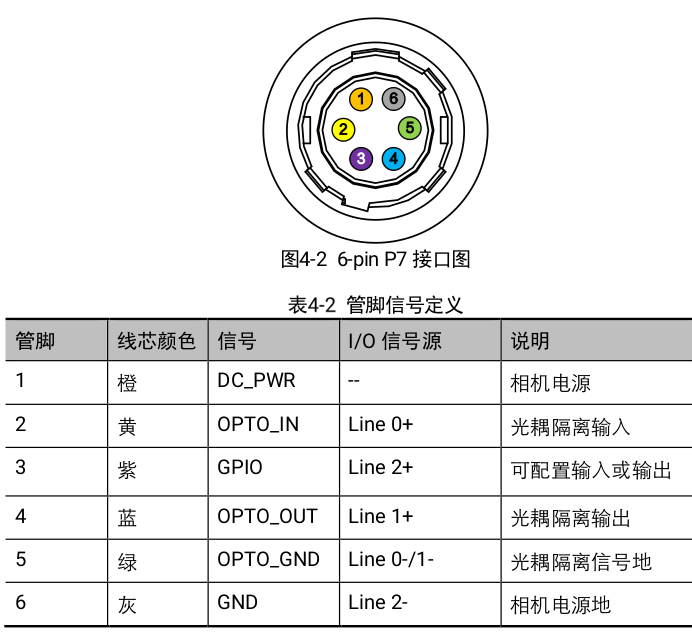 1 6
2 5
3 4
图4-2 6-pin P7 接口图
表4-2 管脚信号定义
管脚 线芯颜色 信号 I/O 信号源 说明
1 橙 DC_PWR -- 相机电源
2 黄 OPTO_IN Line 0+ 光耦隔离输入
3 紫 GPIO Line 2+ 可配置输入或输出
4 蓝 OPTO_OUT Line 1+ 光耦隔离输出
5 绿 OPTO_GND Line 0-/1- 光耦隔离信号地
6 灰 GND Line 2- 相机电源地